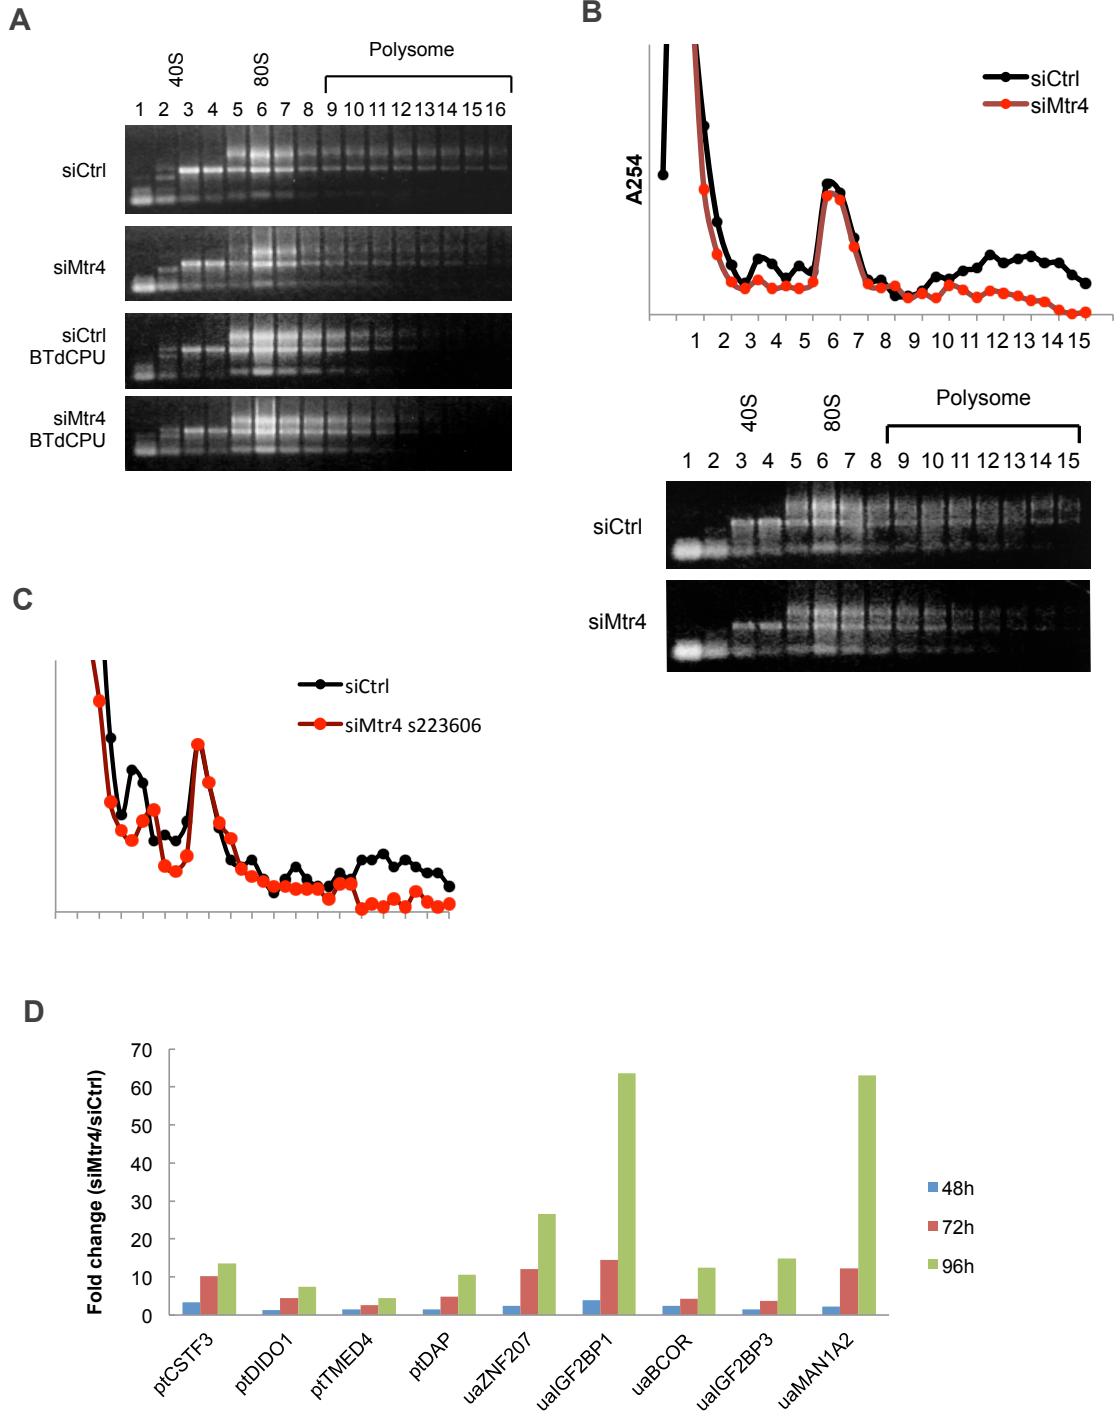 A
40S
80S
Polysome
1 2 3 4 5 6 7 8 9 10 11 12 13 14 15 16
siCtrl
siMtr4
siCtrl
BTdCPU
siMtr4
BTdCPU
B
siCtrl
siMtr4
A254
1 2 3 4 5 6 7 8 9 10 11 12 13 14 15
40S
80S
Polysome
1 2 3 4 5 6 7 8 9 10 11 12 13 14 15
siCtrl
siMtr4
C
siCtrl
siMtr4 s223606
D
Fold change (siMtr4/siCtrl)
70
60
50
40
30
20
10
0
ptCSTF3
ptDIDO1
ptTMED4
ptDAP
uaZNF207
uaIGF2BP1
uaBCOR
uaIGF2BP3
uaMAN1A2
48h
72h
96h